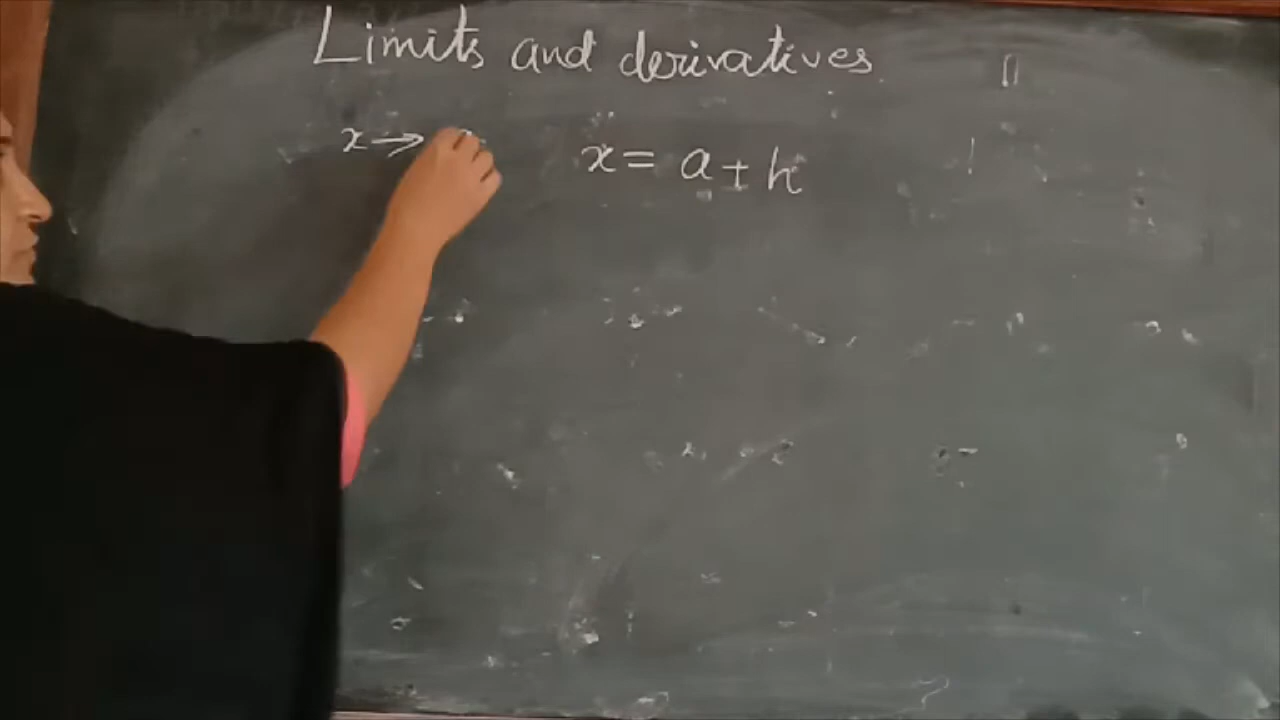 Limits and derivatives
x → x = a ± h